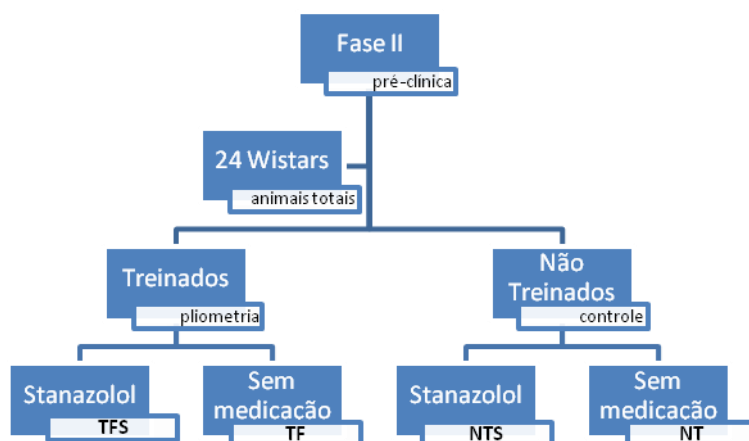 Fase II
pré-clínica
24 Wistars
animais totais
Treinados
pliometria
Não
Treinados
controle
Stanazolol
TFS
Sem
medicação
TF
Stanazolol
NTS
Sem
medicação
NT